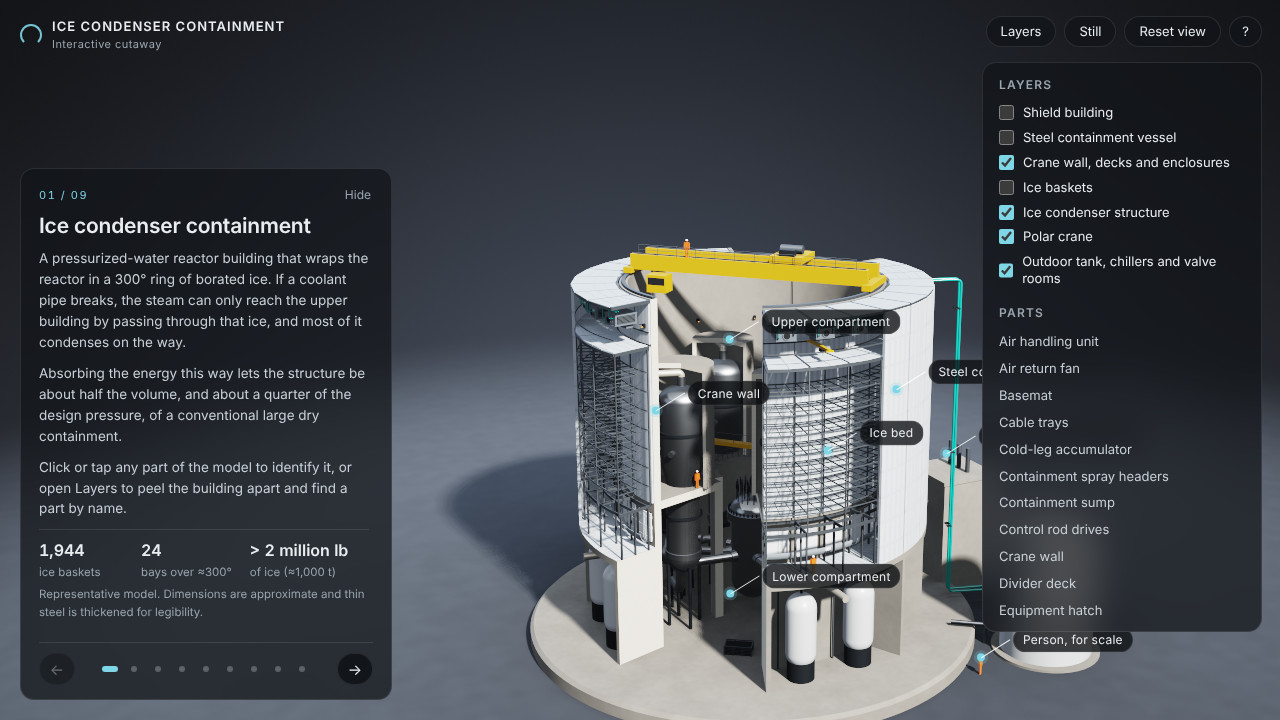 ICE CONDENSER CONTAINMENT
Interactive cutaway
Layers
Still
Reset view
?
01 / 09
Hide
Ice condenser containment
A pressurized-water reactor building that wraps the
reactor in a 300° ring of borated ice. If a coolant
pipe breaks, the steam can only reach the upper
building by passing through that ice, and most of it
condenses on the way.
Absorbing the energy this way lets the structure be
about half the volume, and about a quarter of the
design pressure, of a conventional large dry
containment.
Click or tap any part of the model to identify it, or
open Layers to peel the building apart and find a
part by name.
1,944
ice baskets
24
bays over ≈300°
> 2 million lb
of ice (≈1,000 t)
Representative model. Dimensions are approximate and thin
steel is thickened for legibility.
←
→
Upper compartment
Steel co
Crane wall
Ice bed
Lower compartment
Person, for scale
LAYERS
Shield building
Steel containment vessel
Crane wall, decks and enclosures
Ice baskets
Ice condenser structure
Polar crane
Outdoor tank, chillers and valve
rooms
PARTS
Air handling unit
Air return fan
Basemat
Cable trays
Cold-leg accumulator
Containment spray headers
Containment sump
Control rod drives
Crane wall
Divider deck
Equipment hatch